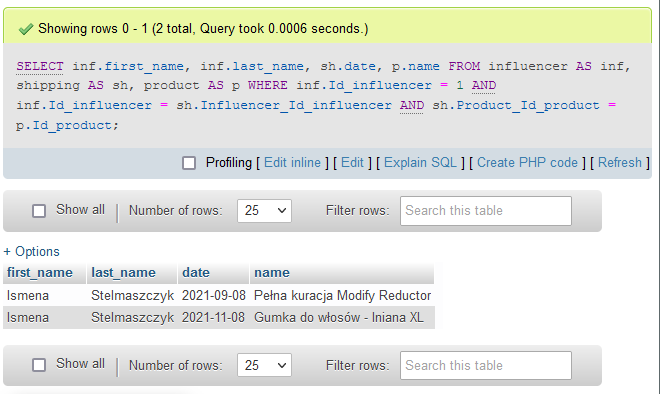 Showing rows 0 - 1 (2 total, Query took 0.0006 seconds.)
SELECT inf.first_name, inf.last_name, sh.date, p.name FROM influencer AS inf,
shipping AS sh, product AS p WHERE inf.Id_influencer = 1 AND
inf.Id_influencer = sh.Influencer_Id_influencer AND sh.Product_Id_product =
p.Id_product;
Profiling [ Edit inline ] [ Edit ] [ Explain SQL ] [ Create PHP code ] [ Refresh ]
Show all Number of rows: 25 Filter rows: Search this table
+ Options
first_name last_name date name
Ismena Stelmaszczyk 2021-09-08 Pełna kuracja Modify Reductor
Ismena Stelmaszczyk 2021-11-08 Gumka do włosów - lniana XL
Show all Number of rows: 25 Filter rows: Search this table